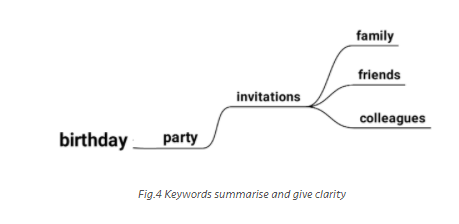 birthday
party
invitations
family
friends
colleagues
Fig.4 Keywords summarise and give clarity